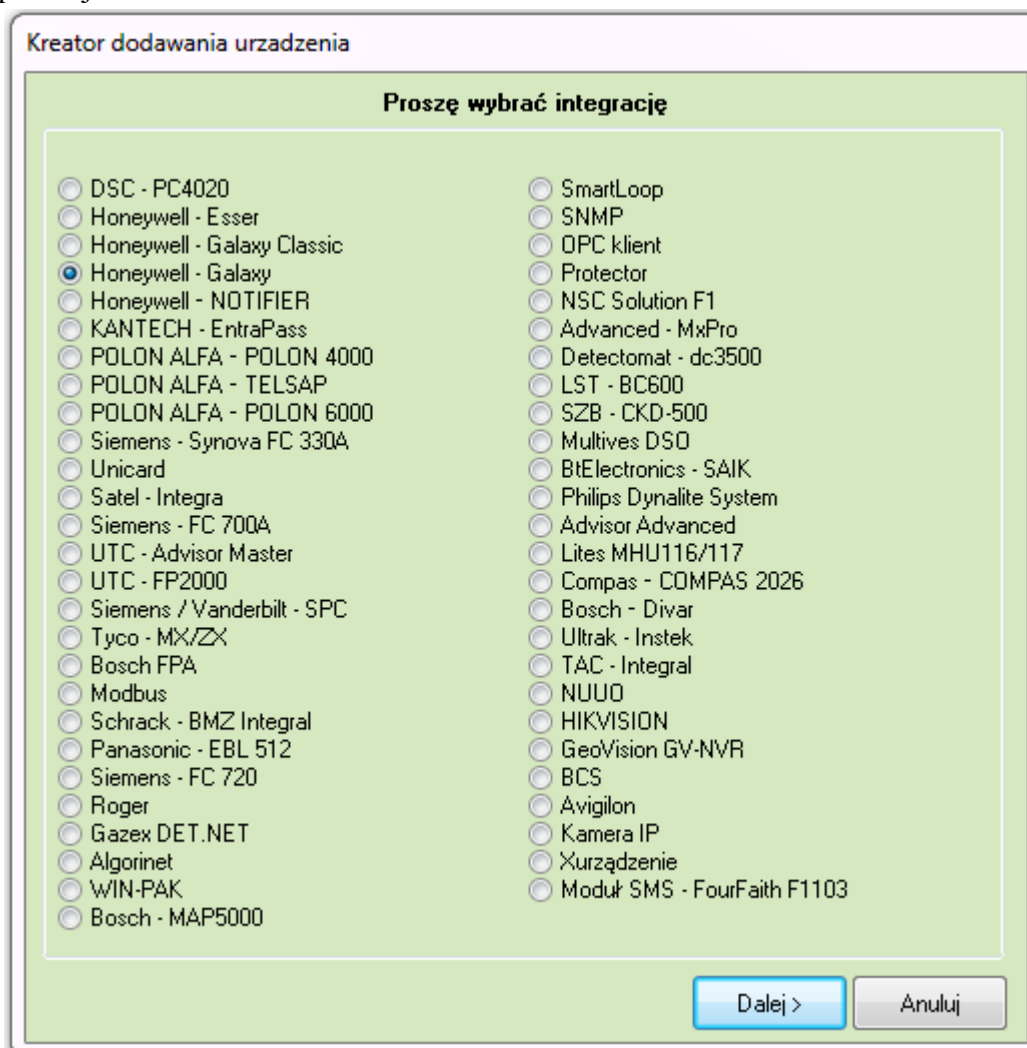 Kreator dodawania urzadzenia
Proszę wybrać integrację
DSC - PC4020
Honeywell - Esser
Honeywell - Galaxy Classic
Honeywell - Galaxy
Honeywell - NOTIFIER
KANTECH - EntraPass
POLON ALFA - POLON 4000
POLON ALFA - TELSAP
POLON ALFA - POLON 6000
Siemens - Synova FC 330A
Unicard
Satel - Integra
Siemens - FC 700A
UTC - Advisor Master
UTC - FP2000
Siemens / Vanderbilt - SPC
Tyco - MX/ZX
Bosch FPA
Modbus
Schrack - BMZ Integral
Panasonic - EBL 512
Siemens - FC 720
Roger
Gazex DET.NET
Algorinet
WIN-PAK
Bosch - MAP5000
SmartLoop
SNMP
OPC klient
Protector
NSC Solution F1
Advanced - MxPro
Detectomat - dc3500
LST - BC600
SZB - CKD-500
Multives DSO
BtElectronics - SAIK
Philips Dynalite System
Advisor Advanced
Lites MHU116/117
Compas - COMPAS 2026
Bosch - Divar
Ultrak - Instek
TAC - Integral
NUUO
HIKVISION
GeoVision GV-NVR
BCS
Avigilon
Kamera IP
Xurządzenie
Moduł SMS - FourFaith F1103
Dalej >
Anuluj